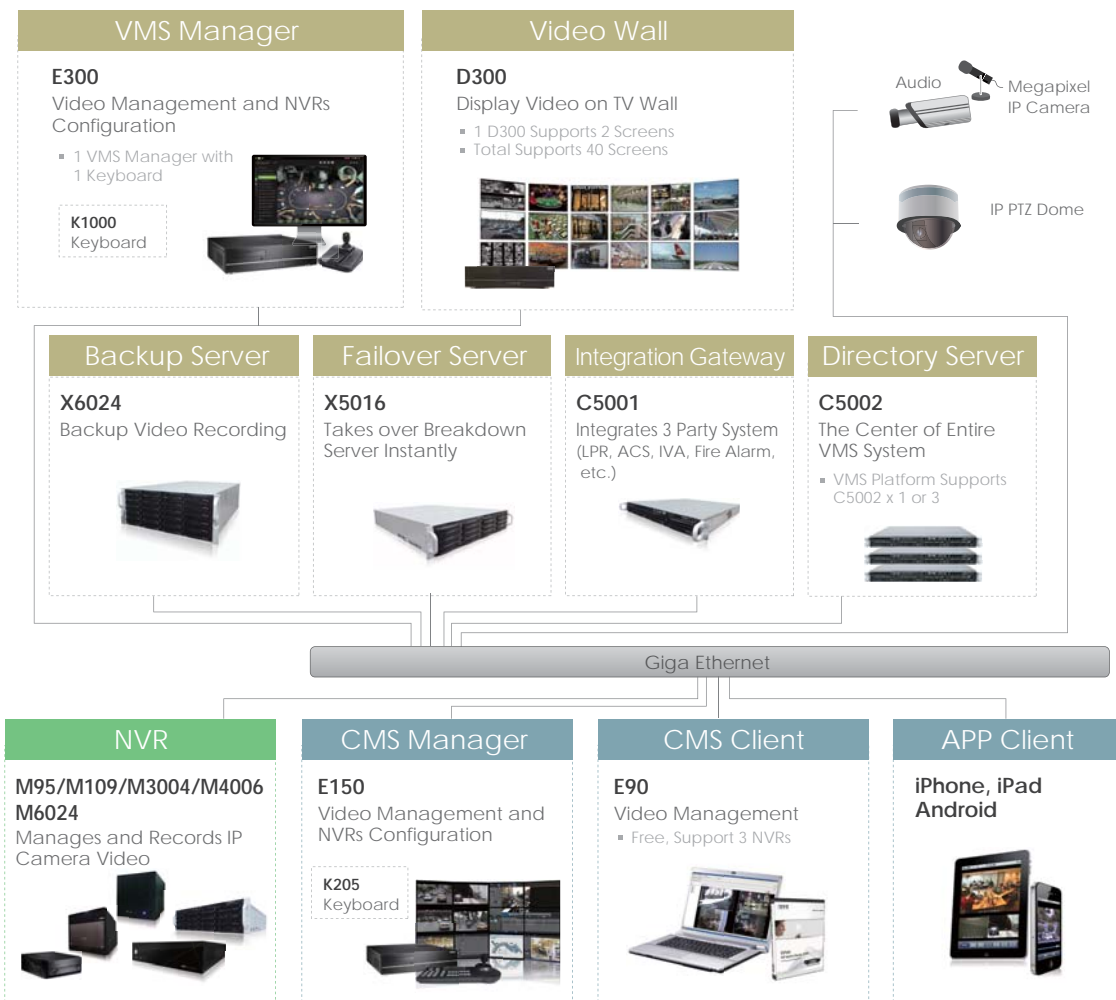 VMS Manager
E300
Video Management and NVRs
Configuration
▪ 1 VMS Manager with
1 Keyboard
K1000
Keyboard
Video Wall
D300
Display Video on TV Wall
▪ 1 D300 Supports 2 Screens
▪ Total Supports 40 Screens
Audio
Megapixel
IP Camera
IP PTZ Dome
Backup Server
X6024
Backup Video Recording
Failover Server
X5016
Takes over Breakdown
Server Instantly
Integration Gateway
C5001
Integrates 3 Party System
(LPR, ACS, IVA, Fire Alarm,
etc.)
Directory Server
C5002
The Center of Entire
VMS System
▪ VMS Platform Supports
C5002 x 1 or 3
Giga Ethernet
NVR
M95/M109/M3004/M4006
M6024
Manages and Records IP
Camera Video
CMS Manager
E150
Video Management and
NVRs Configuration
K205
Keyboard
CMS Client
E90
Video Management
▪ Free, Support 3 NVRs
APP Client
iPhone, iPad
Android